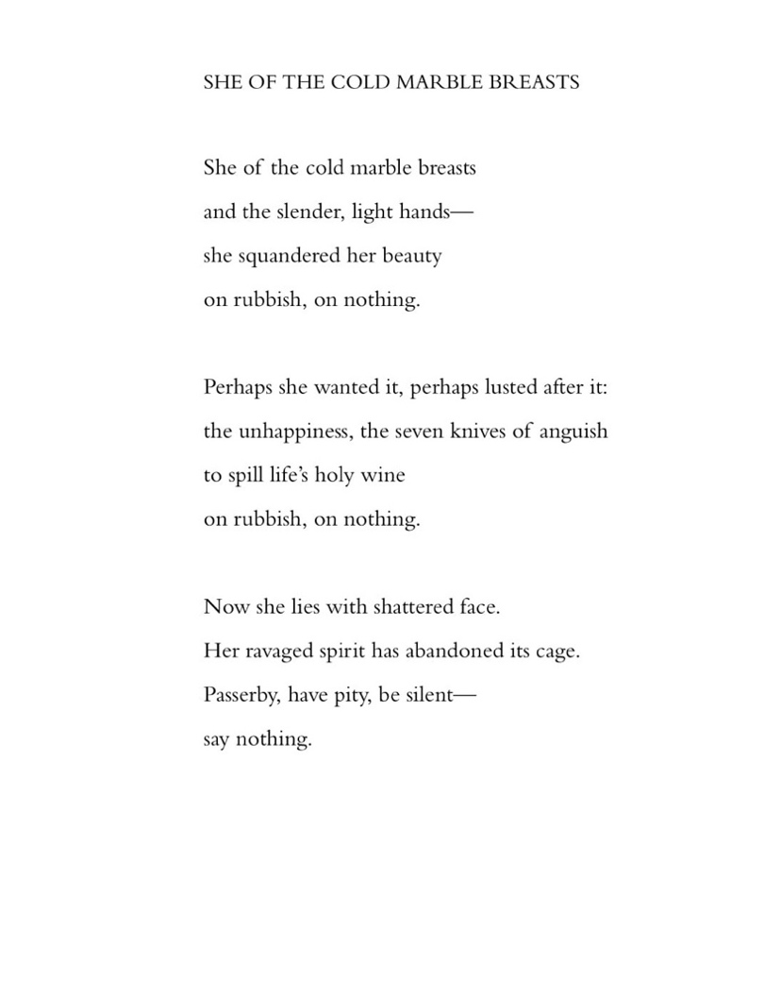 SHE OF THE COLD MARBLE BREASTS
She of the cold marble breasts
and the slender, light hands—
she squandered her beauty
on rubbish, on nothing.
Perhaps she wanted it, perhaps lusted after it:
the unhappiness, the seven knives of anguish
to spill life’s holy wine
on rubbish, on nothing.
Now she lies with shattered face.
Her ravaged spirit has abandoned its cage.
Passerby, have pity, be silent—
say nothing.